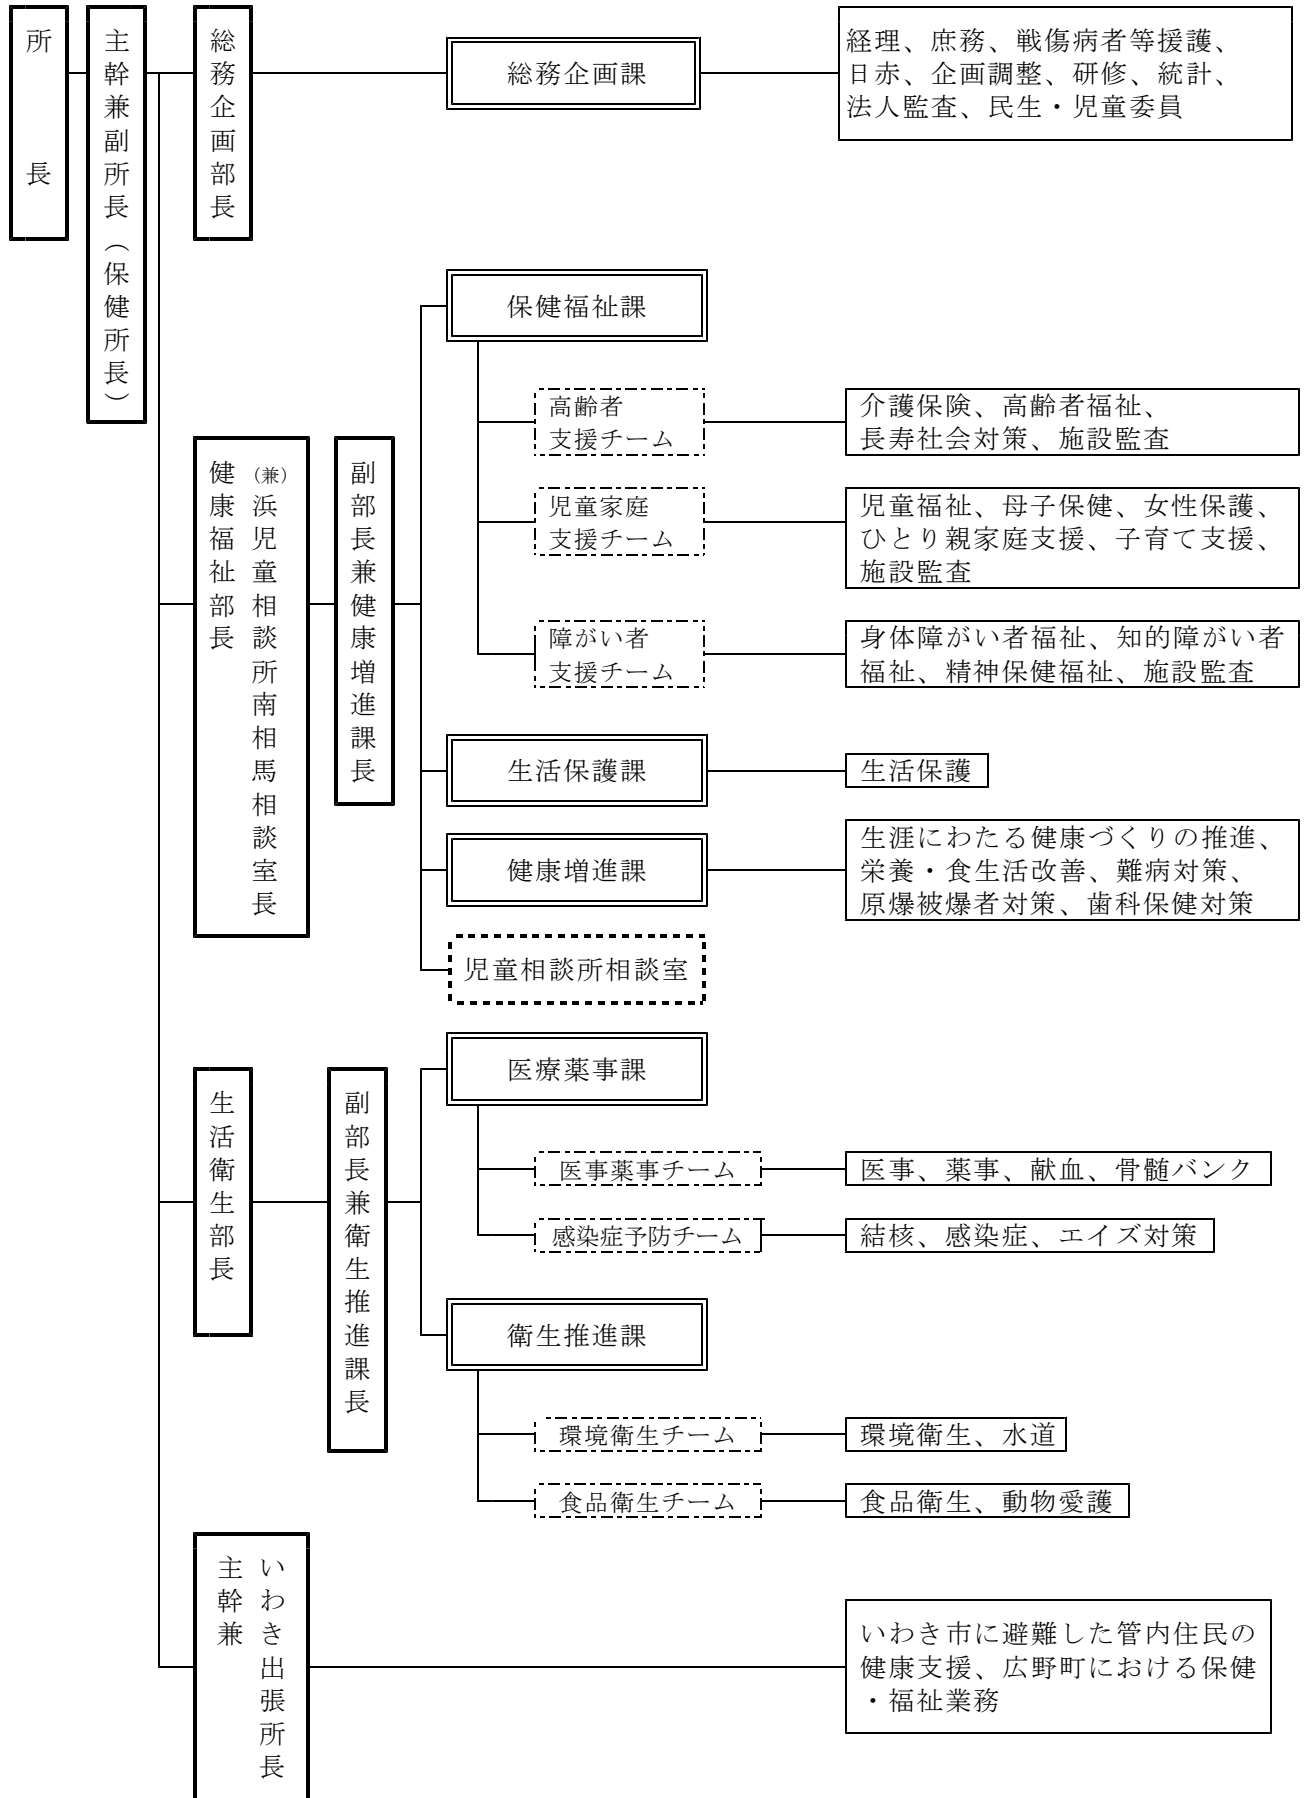 所長
主幹兼副所長（保健所長）
総務企画部長
総務企画課
経理、庶務、戦傷病者等援護、
日赤、企画調整、研修、統計、
法人監査、民生・児童委員
健康福祉部長
（兼）浜児童相談所南相馬相談室長
副部長兼健康増進課長
保健福祉課
高齢者
支援チーム
介護保険、高齢者福祉、
長寿社会対策、施設監査
児童家庭
支援チーム
児童福祉、母子保健、女性保護、
ひとり親家庭支援、子育て支援、
施設監査
障がい者
支援チーム
身体障がい者福祉、知的障がい者
福祉、精神保健福祉、施設監査
生活保護課
生活保護
健康増進課
生涯にわたる健康づくりの推進、
栄養・食生活改善、難病対策、
原爆被爆者対策、歯科保健対策
児童相談所相談室
生活衛生部長
副部長兼衛生推進課長
医療薬事課
医事薬事チーム
医事、薬事、献血、骨髄バンク
感染症予防チーム
結核、感染症、エイズ対策
衛生推進課
環境衛生チーム
環境衛生、水道
食品衛生チーム
食品衛生、動物愛護
主幹兼
いわき出張所長
いわき市に避難した管内住民の
健康支援、広野町における保健
・福祉業務